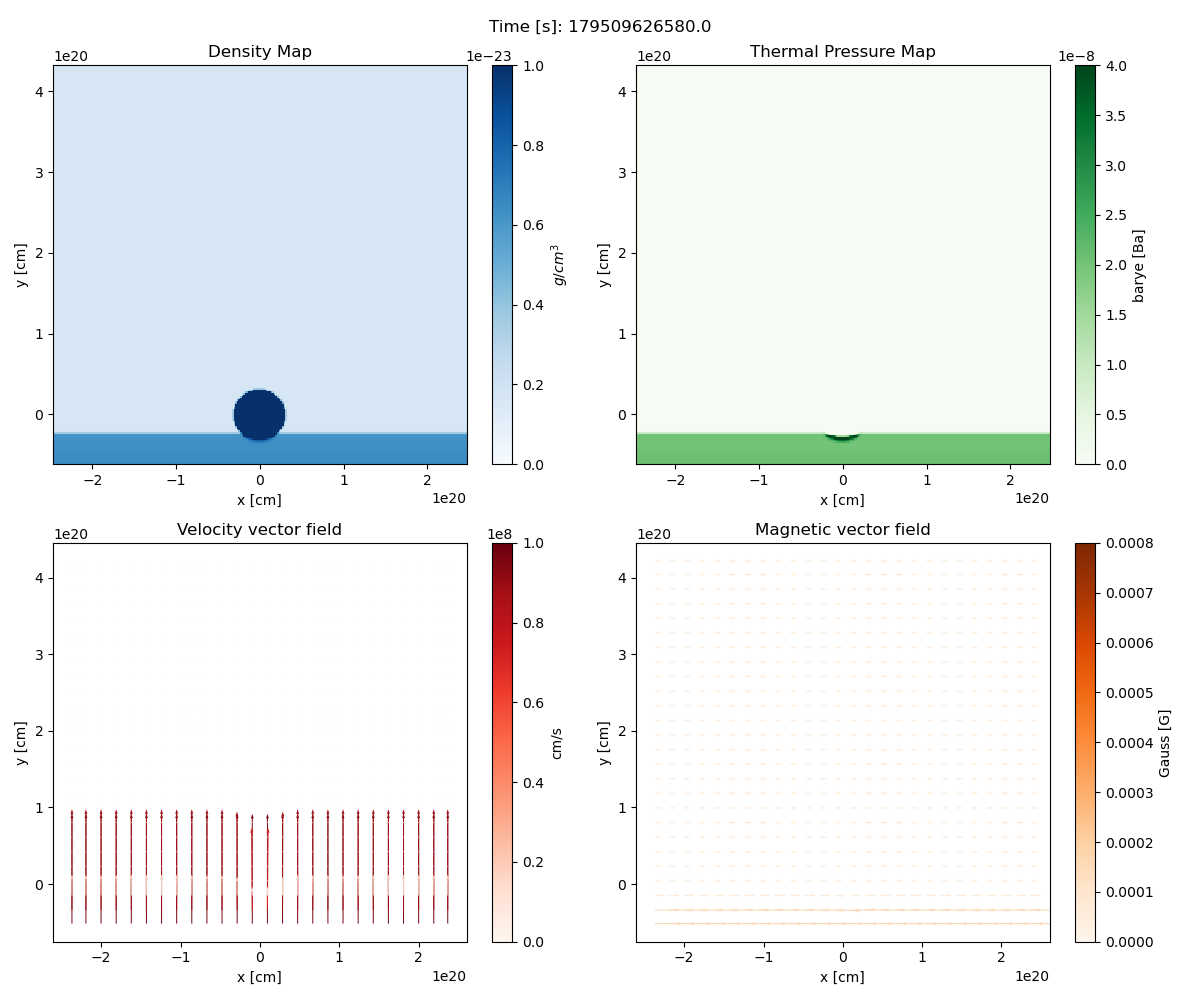 Time [s]: 179509626580.0
Density Map
1e20
1e−23
4
3
2
1
0
y [cm]
−2
−1
0
1
2
x [cm]
1e20
1.0
0.8
0.6
0.4
0.2
0.0
g/cm³
Thermal Pressure Map
1e20
1e−8
4
3
2
1
0
y [cm]
−2
−1
0
1
2
x [cm]
1e20
4.0
3.5
3.0
2.5
2.0
1.5
1.0
0.5
0.0
barye [Ba]
Velocity vector field
1e20
1e8
4
3
2
1
0
y [cm]
−2
−1
0
1
2
x [cm]
1e20
1.0
0.8
0.6
0.4
0.2
0.0
cm/s
Magnetic vector field
1e20
4
3
2
1
0
y [cm]
−2
−1
0
1
2
x [cm]
1e20
0.0008
0.0007
0.0006
0.0005
0.0004
0.0003
0.0002
0.0001
0.0000
Gauss [G]